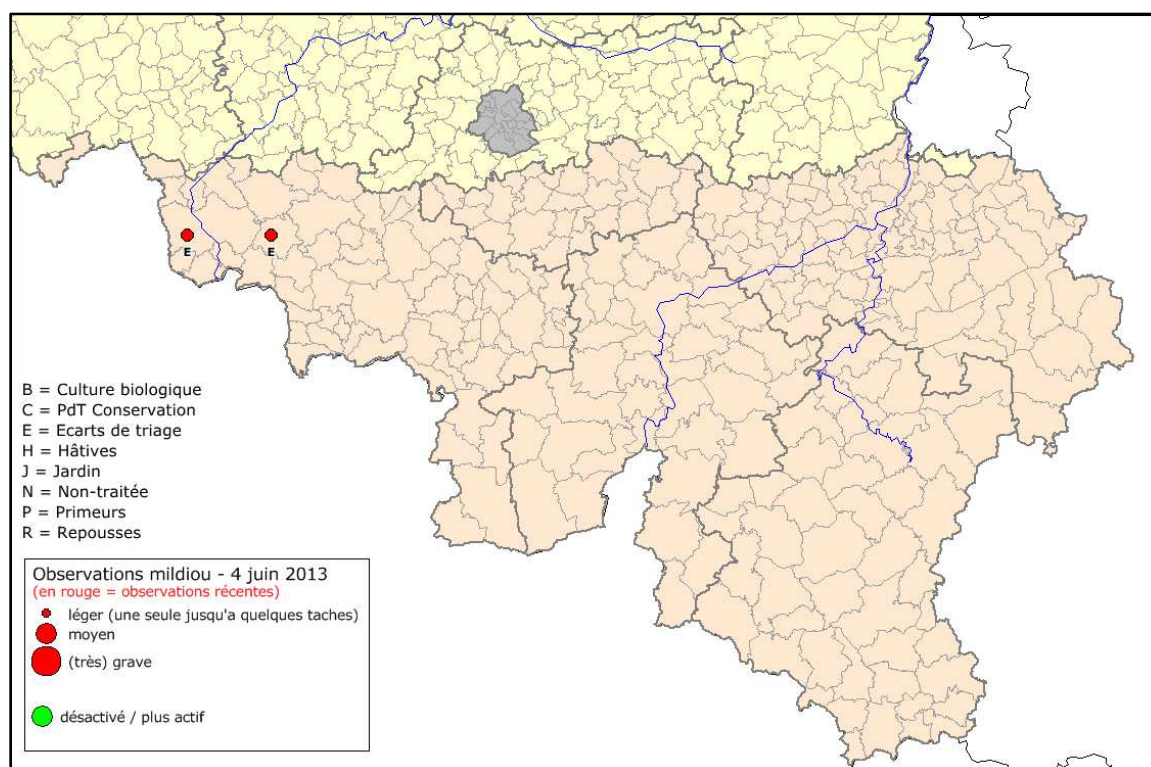 E
E
B = Culture biologique
C = PdT Conservation
E = Ecarts de triage
H = Hâtives
J = Jardin
N = Non-traitée
P = Primeurs
R = Repousses
Observations mildiou - 4 juin 2013
(en rouge = observations récentes)
léger (une seule jusqu'a quelques taches)
moyen
(très) grave
désactivé / plus actif